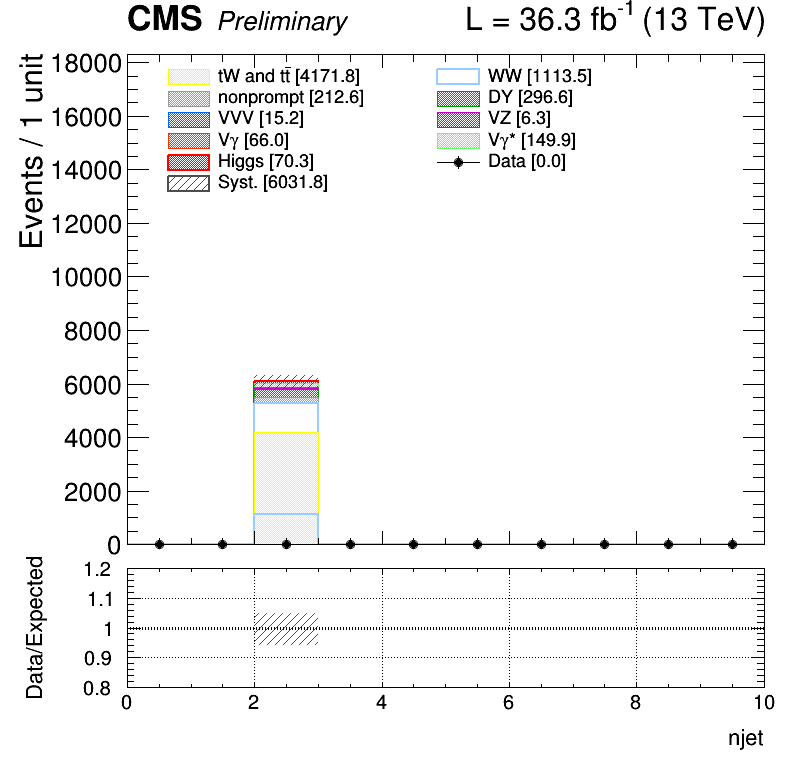 CMS Preliminary L = 36.3 fb⁻¹ (13 TeV)
Events / 1 unit
18000
16000
14000
12000
10000
8000
6000
4000
2000
0
tW and tt̄ [4171.8]
nonprompt [212.6]
VVV [15.2]
Vγ [66.0]
Higgs [70.3]
Syst. [6031.8]
WW [1113.5]
DY [296.6]
VZ [6.3]
Vγ* [149.9]
Data [0.0]
Data/Expected
1.2
1.1
1
0.9
0.8
0 2 4 6 8 10
njet